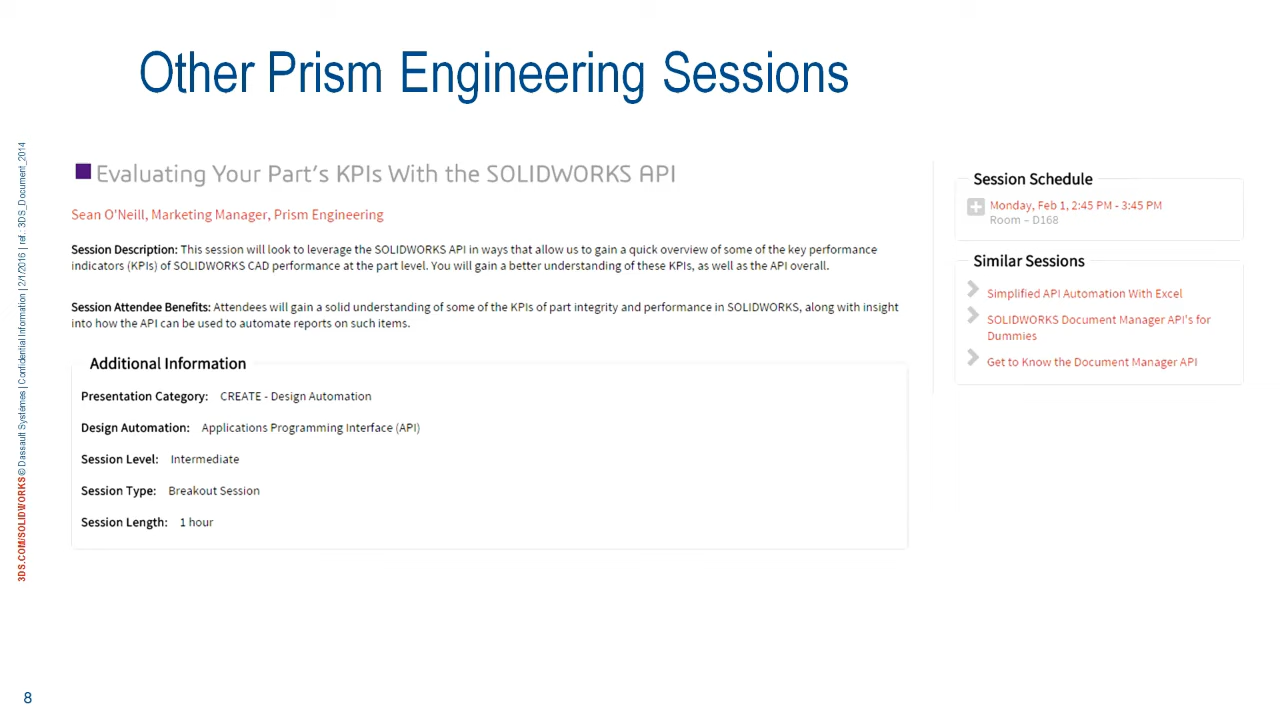 Other Prism Engineering Sessions
Evaluating Your Part's KPIs With the SOLIDWORKS API
Sean O'Neill, Marketing Manager, Prism Engineering
Session Description: This session will look to leverage the SOLIDWORKS API in ways that allow us to gain a quick overview of some of the key performance
indicators (KPIs) of SOLIDWORKS CAD performance at the part level. You will gain a better understanding of these KPIs, as well as the API overall.
Session Attendee Benefits: Attendees will gain a solid understanding of some of the KPIs of part integrity and performance in SOLIDWORKS, along with insight
into how the API can be used to automate reports on such items.
Additional Information
Presentation Category: CREATE - Design Automation
Design Automation: Applications Programming Interface (API)
Session Level: Intermediate
Session Type: Breakout Session
Session Length: 1 hour
Session Schedule
Monday, Feb 1, 2:45 PM - 3:45 PM
Room – D168
Similar Sessions
Simplified API Automation With Excel
SOLIDWORKS Document Manager API's for
Dummies
Get to Know the Document Manager API
3DS.COM/SOLIDWORKS © Dassault Systèmes | Confidential Information | 2/1/2016 | ref.: 3DS_Document_2014
8